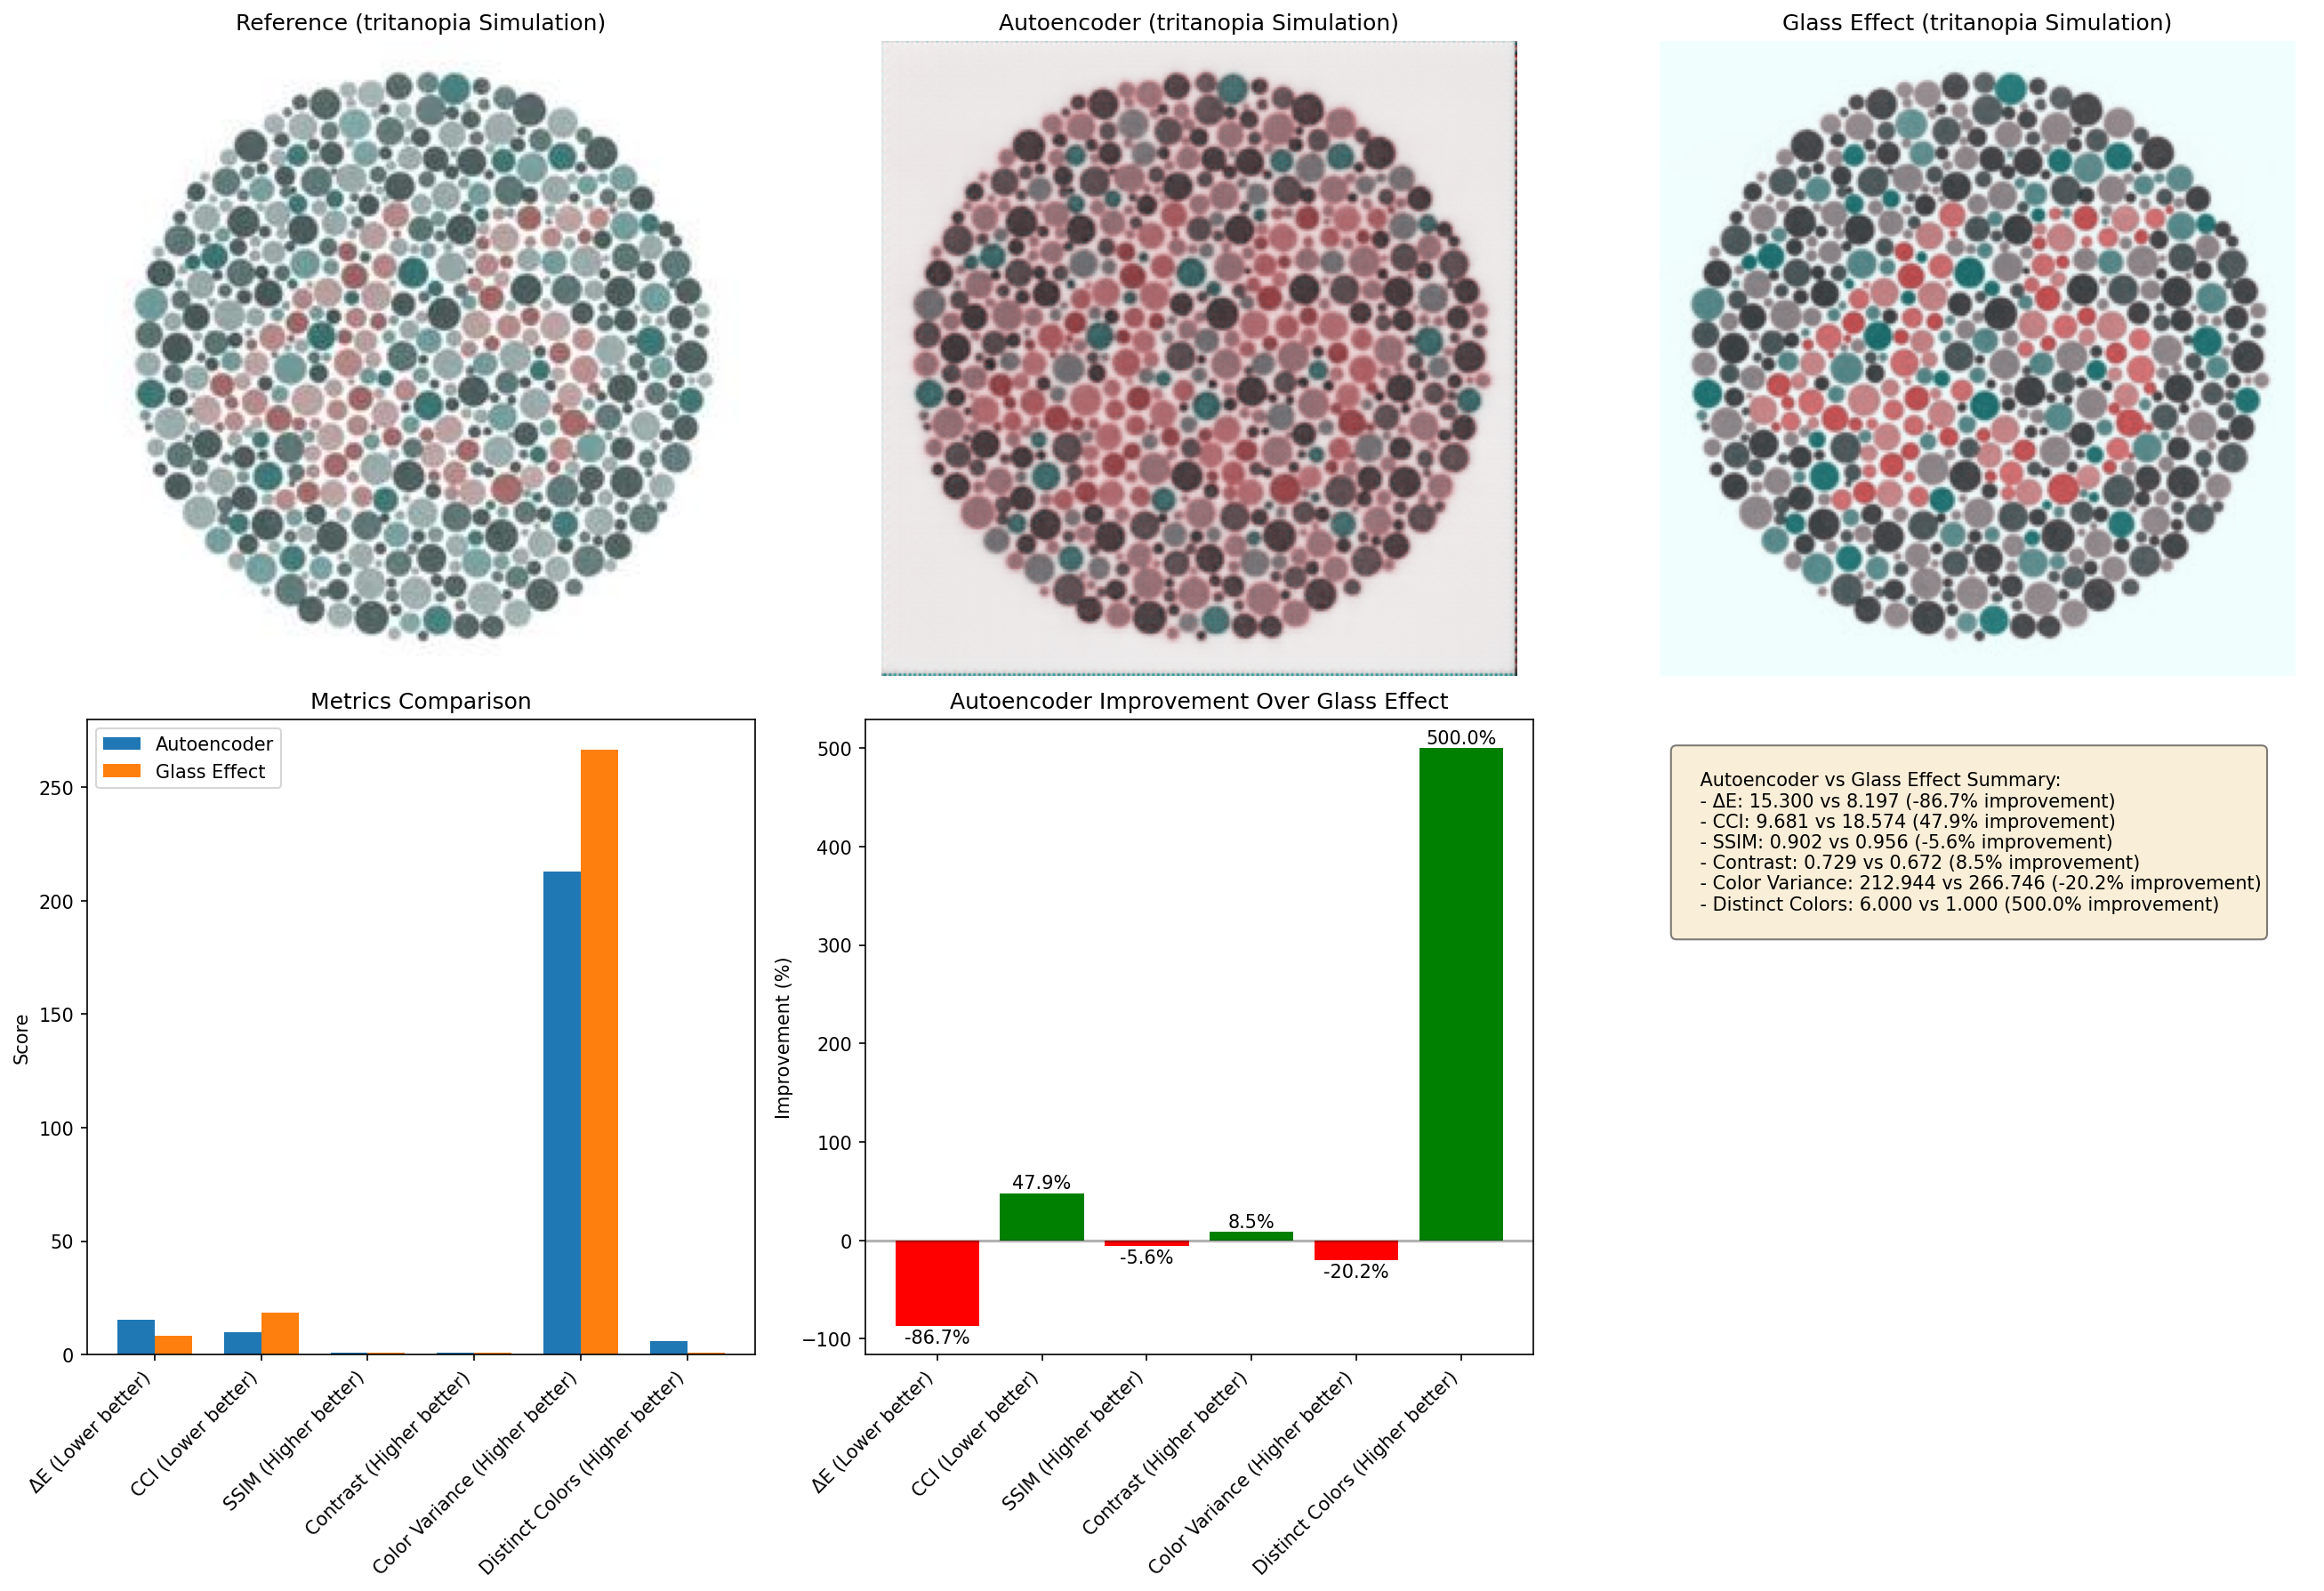 Reference (tritanopia Simulation)
Autoencoder (tritanopia Simulation)
Glass Effect (tritanopia Simulation)
Metrics Comparison
Autoencoder
Glass Effect
Score
250
200
150
100
50
0
ΔE (Lower better)
CCI (Lower better)
SSIM (Higher better)
Contrast (Higher better)
Color Variance (Higher better)
Distinct Colors (Higher better)
Autoencoder Improvement Over Glass Effect
Improvement (%)
500
400
300
200
100
0
−100
-86.7%
47.9%
-5.6%
8.5%
-20.2%
500.0%
ΔE (Lower better)
CCI (Lower better)
SSIM (Higher better)
Contrast (Higher better)
Color Variance (Higher better)
Distinct Colors (Higher better)
Autoencoder vs Glass Effect Summary:
- ΔE: 15.300 vs 8.197 (-86.7% improvement)
- CCI: 9.681 vs 18.574 (47.9% improvement)
- SSIM: 0.902 vs 0.956 (-5.6% improvement)
- Contrast: 0.729 vs 0.672 (8.5% improvement)
- Color Variance: 212.944 vs 266.746 (-20.2% improvement)
- Distinct Colors: 6.000 vs 1.000 (500.0% improvement)